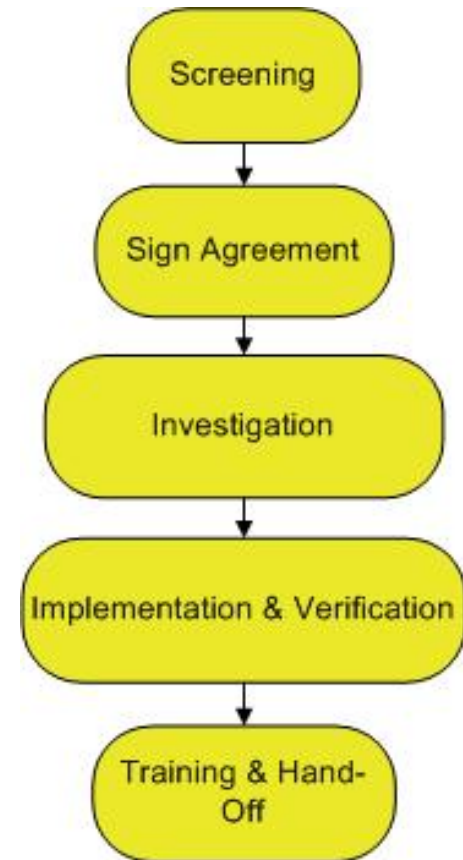 Screening
Sign Agreement
Investigation
Implementation & Verification
Training & Hand-
Off